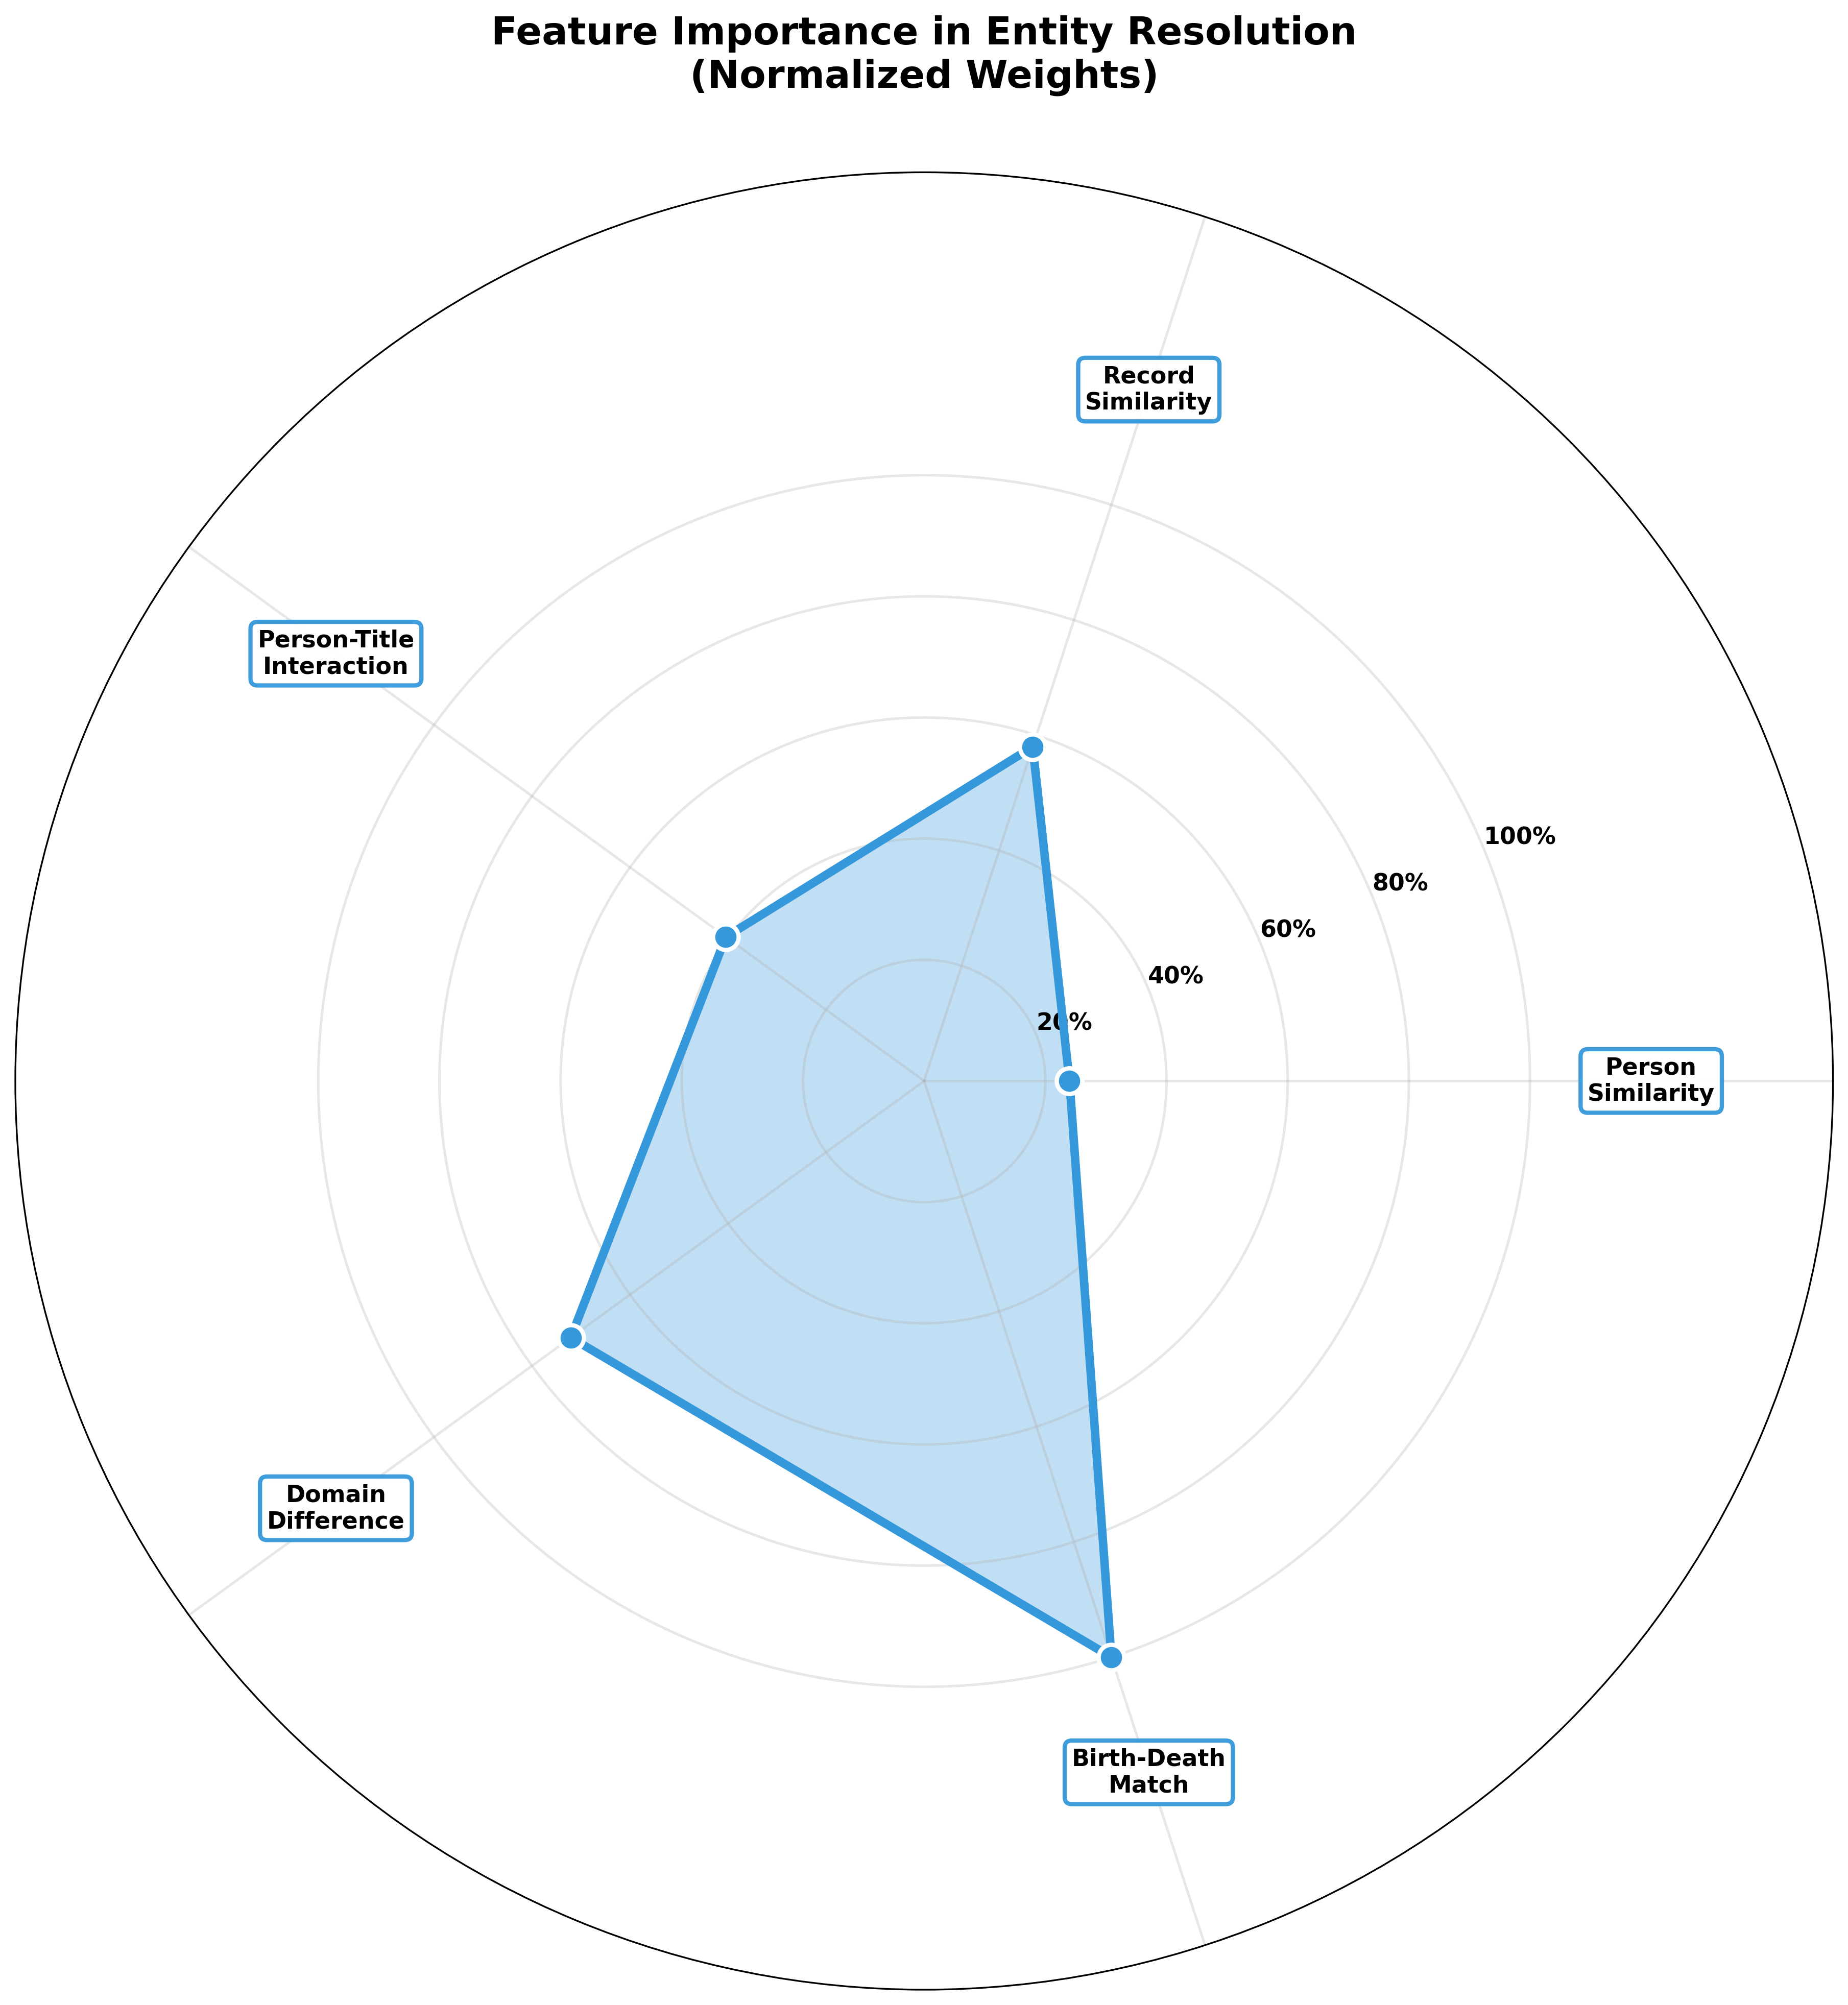 Feature Importance in Entity Resolution
(Normalized Weights)
Record
Similarity
Person-Title
Interaction
100%
80%
60%
40%
20%
Person
Similarity
Domain
Difference
Birth-Death
Match